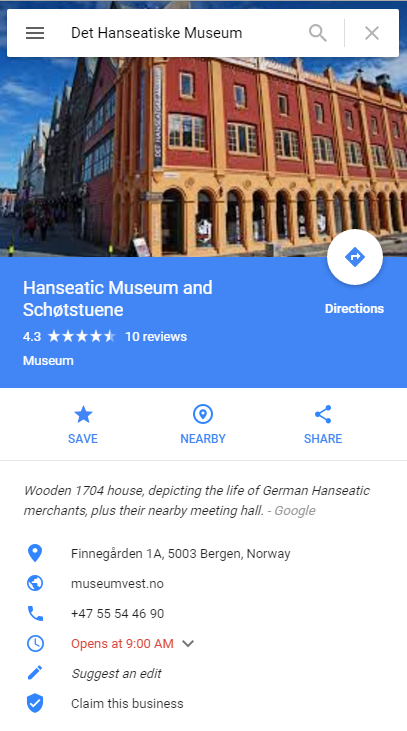 Det Hanseatiske Museum
DET HANSEATISKE MUSEUM
Hanseatic Museum and
Schøtstuene
Directions
4.3 10 reviews
Museum
SAVE NEARBY SHARE
Wooden 1704 house, depicting the life of German Hanseatic
merchants, plus their nearby meeting hall. - Google
Finnegården 1A, 5003 Bergen, Norway
museumvest.no
+47 55 54 46 90
Opens at 9:00 AM
Suggest an edit
Claim this business